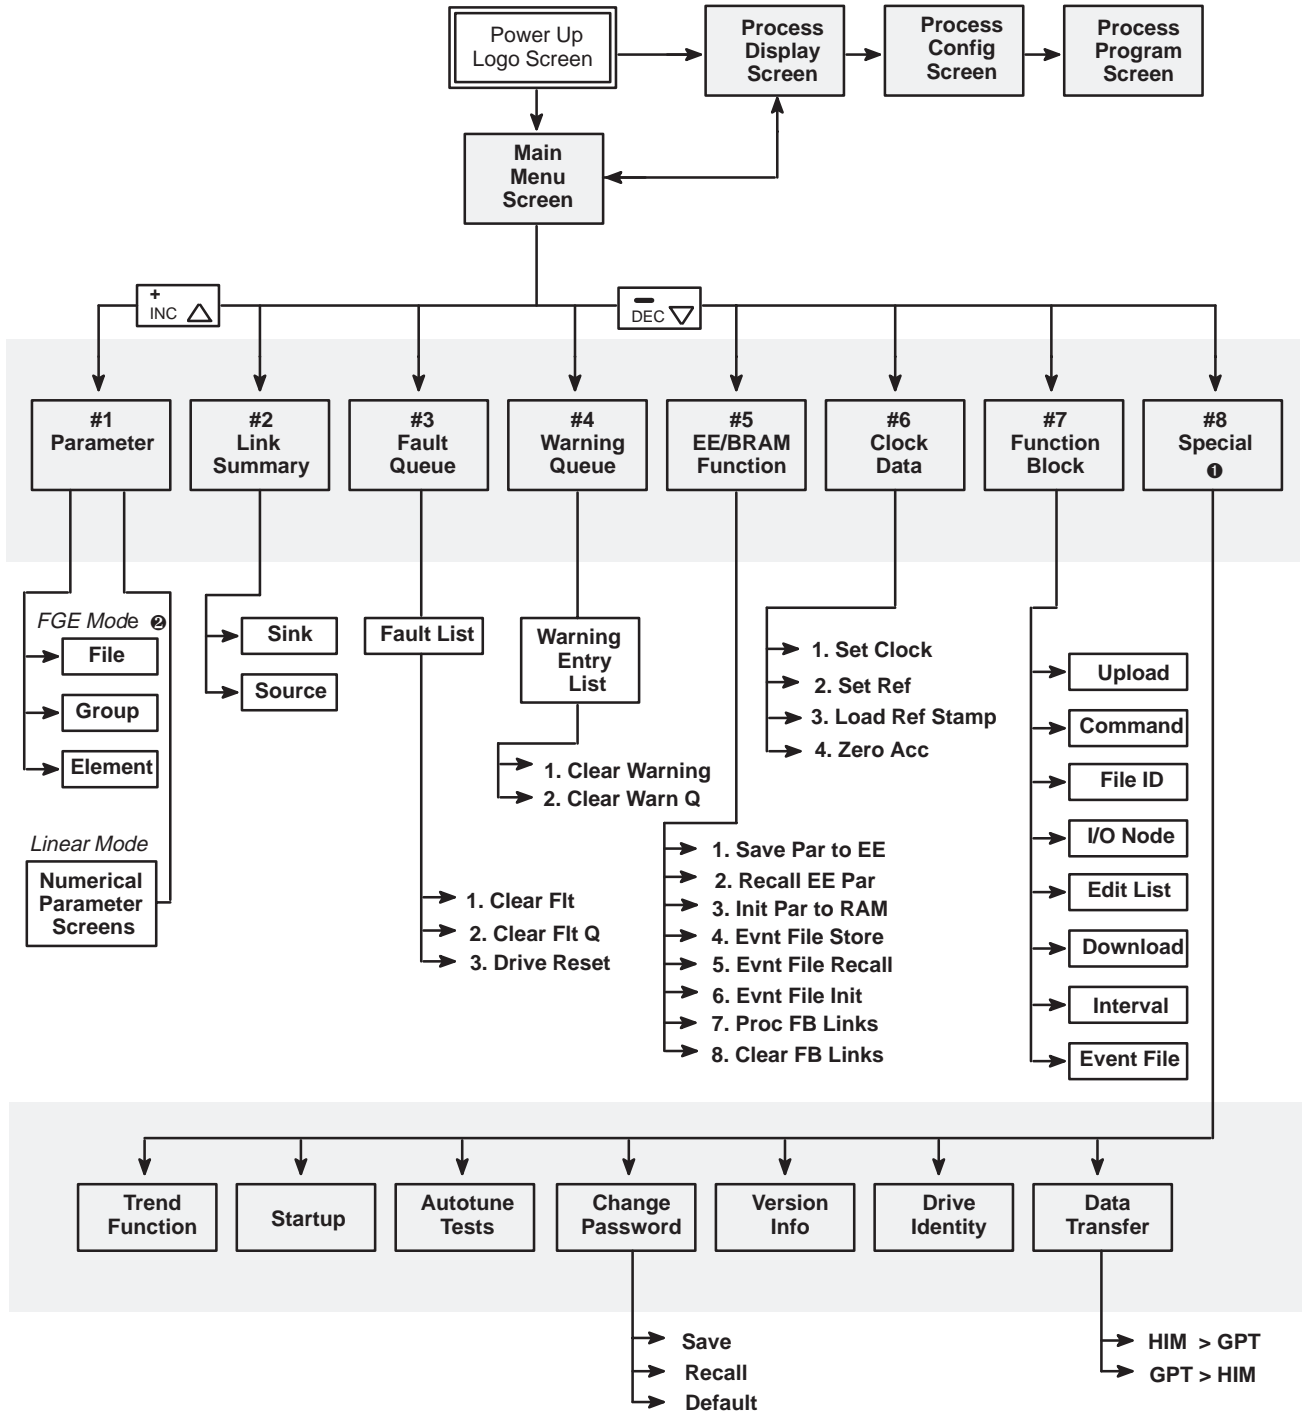 Power Up
Logo Screen
Process
Display
Screen
Process
Config
Screen
Process
Program
Screen
Main
Menu
Screen
+
INC
–
DEC
#1
Parameter
#2
Link
Summary
#3
Fault
Queue
#4
Warning
Queue
#5
EE/BRAM
Function
#6
Clock
Data
#7
Function
Block
#8
Special
❶
FGE Mode ❷
File
Group
Element
Linear Mode
Numerical
Parameter
Screens
Sink
Source
Fault List
1. Clear Flt
2. Clear Flt Q
3. Drive Reset
Warning
Entry
List
1. Clear Warning
2. Clear Warn Q
1. Save Par to EE
2. Recall EE Par
3. Init Par to RAM
4. Evnt File Store
5. Evnt File Recall
6. Evnt File Init
7. Proc FB Links
8. Clear FB Links
1. Set Clock
2. Set Ref
3. Load Ref Stamp
4. Zero Acc
Upload
Command
File ID
I/O Node
Edit List
Download
Interval
Event File
Trend
Function
Startup
Autotune
Tests
Change
Password
Version
Info
Drive
Identity
Data
Transfer
Save
Recall
Default
HIM > GPT
GPT > HIM